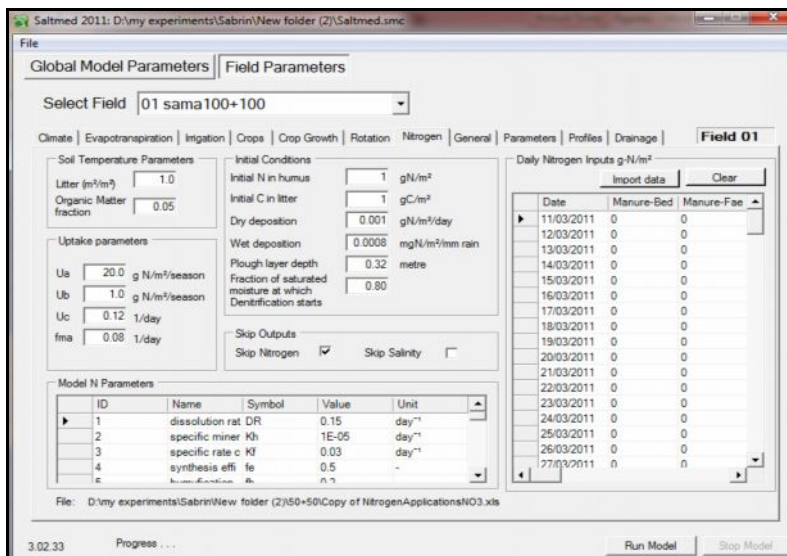 Saltmed 2011: D:\my experiments\Sabrin\New folder (2)\Saltmed.smc
File
Global Model Parameters Field Parameters
Select Field 01 sama100+100
Climate Evapotranspiration Irrigation Crops Crop Growth Rotation Nitrogen General Parameters Profiles Drainage Field 01
Soil Temperature Parameters
Litter (m²/m²) 1.0
Organic Matter
fraction 0.05
Uptake parameters
Ua 20.0 g N/m²/season
Ub 1.0 g N/m²/season
Uc 0.12 1/day
fma 0.08 1/day
Initial Conditions
Initial N in humus 1 gN/m²
Initial C in litter 1 gC/m²
Dry deposition 0.001 gN/m²/day
Wet deposition 0.0008 mgN/m²/mm rain
Plough layer depth 0.32 metre
Fraction of saturated
moisture at which 0.80
Denitrification starts
Skip Outputs
Skip Nitrogen Skip Salinity
Model N Parameters
ID Name Symbol Value Unit
1 dissolution rat DR 0.15 day⁻¹
2 specific miner Kh 1E-05 day⁻¹
3 specific rate c Kf 0.03 day⁻¹
4 synthesis effi fe 0.5 -
5 humification fh 0.2
Daily Nitrogen Inputs g-N/m²
Import data Clear
Date Manure-Bed Manure-Fae
11/03/2011 0 0
12/03/2011 0 0
13/03/2011 0 0
14/03/2011 0 0
15/03/2011 0 0
16/03/2011 0 0
17/03/2011 0 0
18/03/2011 0 0
19/03/2011 0 0
20/03/2011 0 0
21/03/2011 0 0
22/03/2011 0 0
23/03/2011 0 0
24/03/2011 0 0
25/03/2011 0 0
26/03/2011 0 0
27/03/2011 0 0
File: D:\my experiments\Sabrin\New folder (2)\50+50\Copy of NitrogenApplicationsNO3.xls
3.02.33 Progress . . . Run Model Stop Model